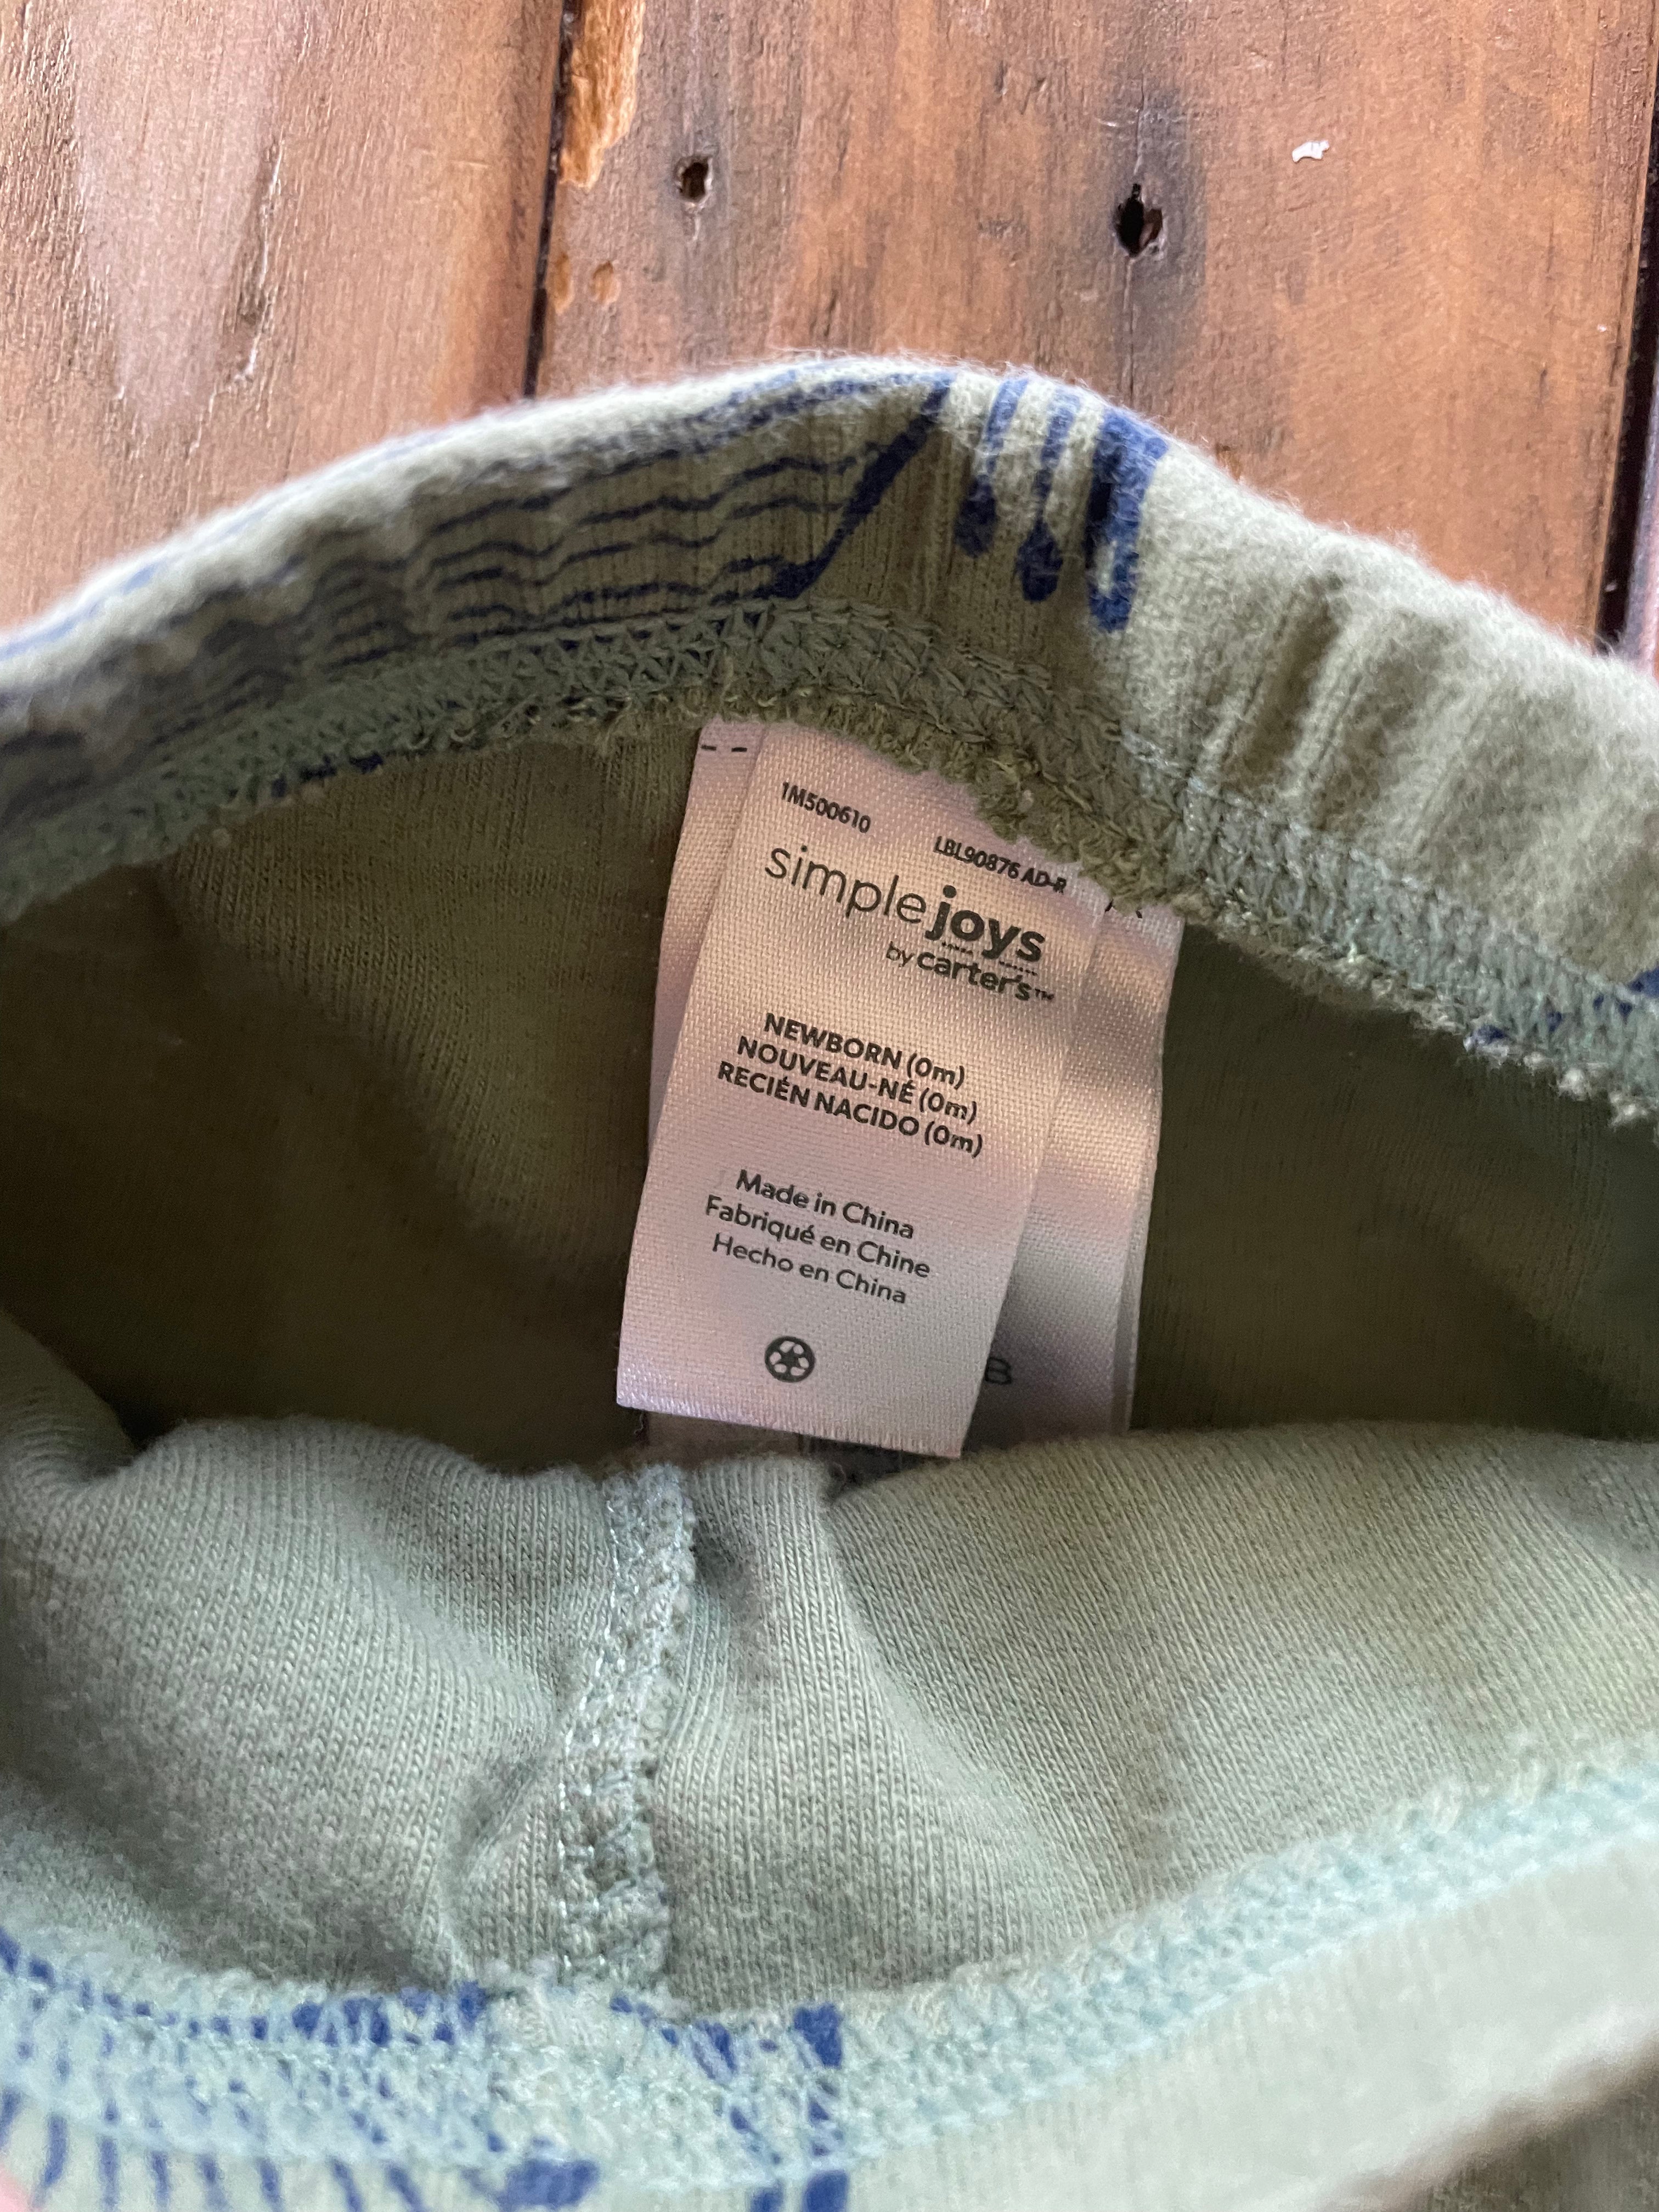 1M500610
LBL90876 AD-R
simple joys
by carter's™
NEWBORN (0m)
NOUVEAU-NÉ (0m)
RECIÉN NACIDO (0m)
Made in China
Fabriqué en Chine
Hecho en China
B